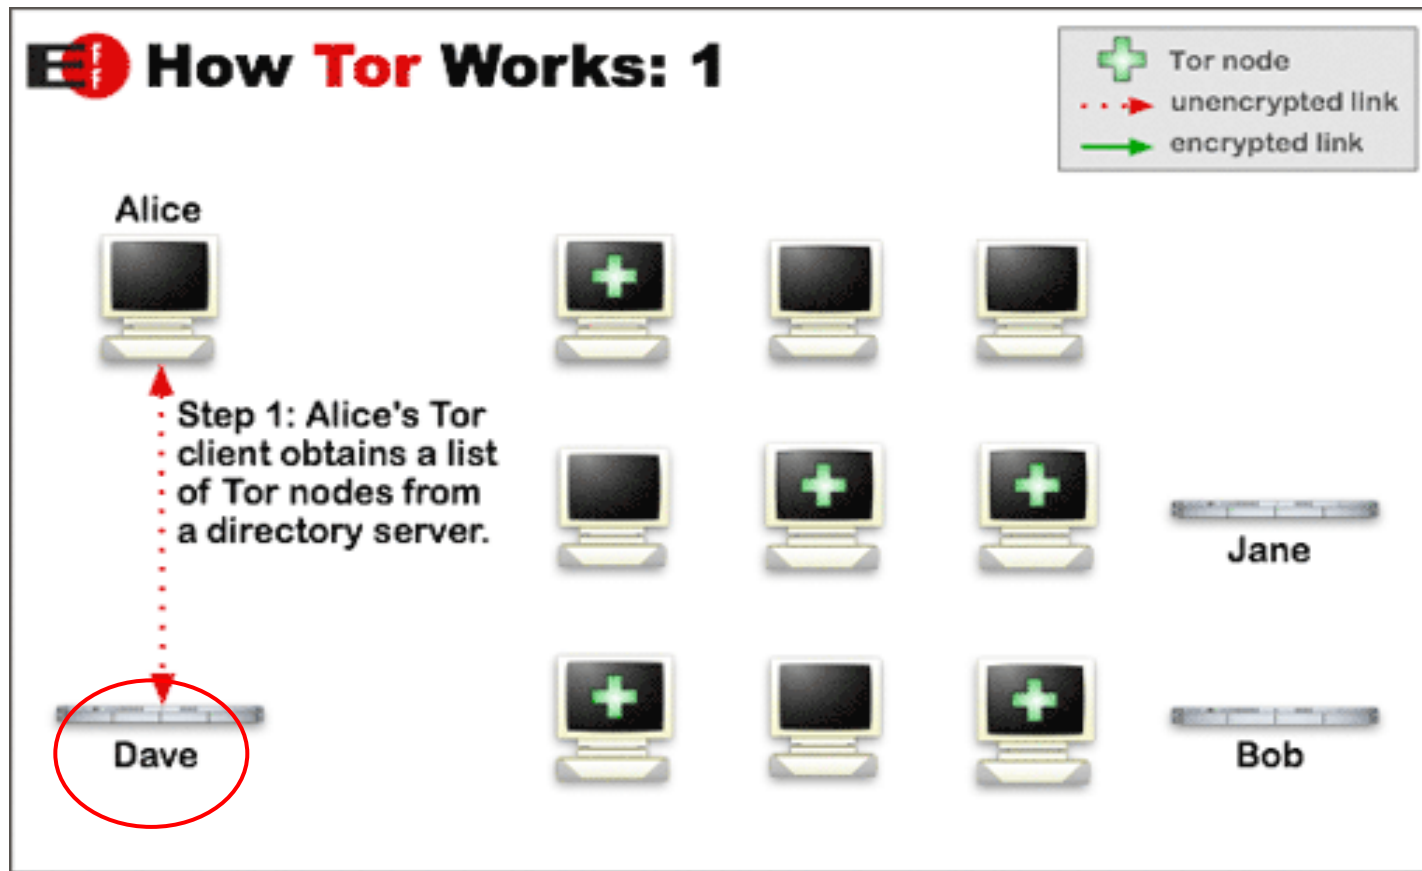 EFF How Tor Works: 1
Tor node
unencrypted link
encrypted link
Alice
Step 1: Alice's Tor
client obtains a list
of Tor nodes from
a directory server.
Jane
Dave
Bob